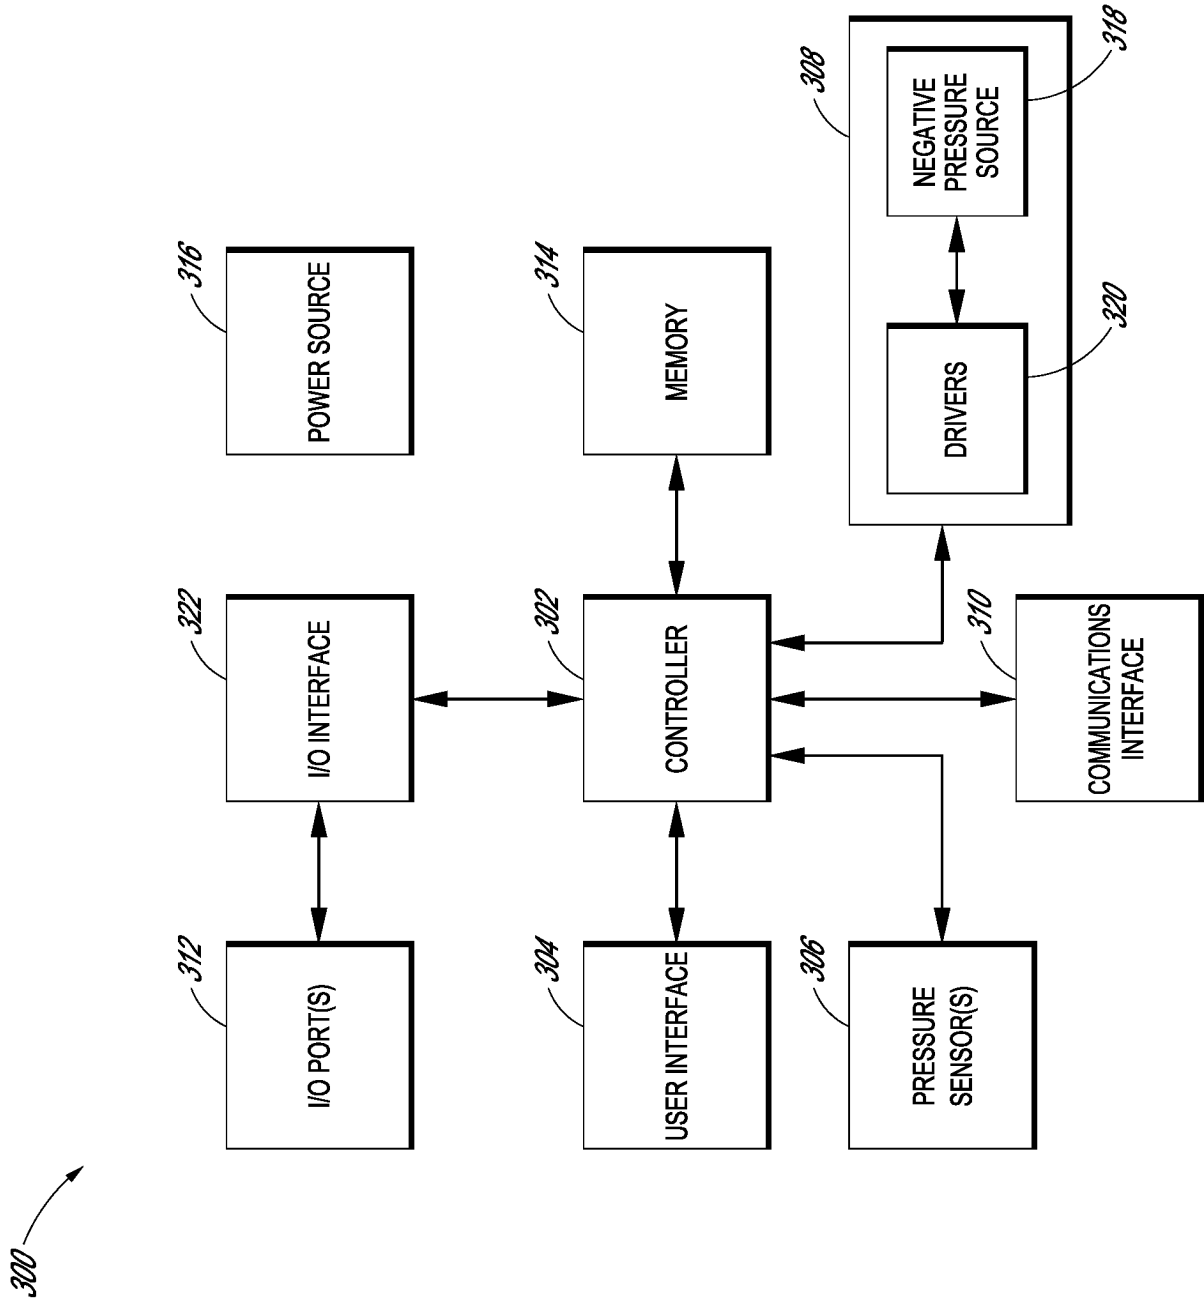 300
312
I/O PORT(S)
322
I/O INTERFACE
316
POWER SOURCE
304
USER INTERFACE
302
CONTROLLER
314
MEMORY
306
PRESSURE
SENSOR(S)
310
COMMUNICATIONS
INTERFACE
308
320
DRIVERS
318
NEGATIVE
PRESSURE
SOURCE